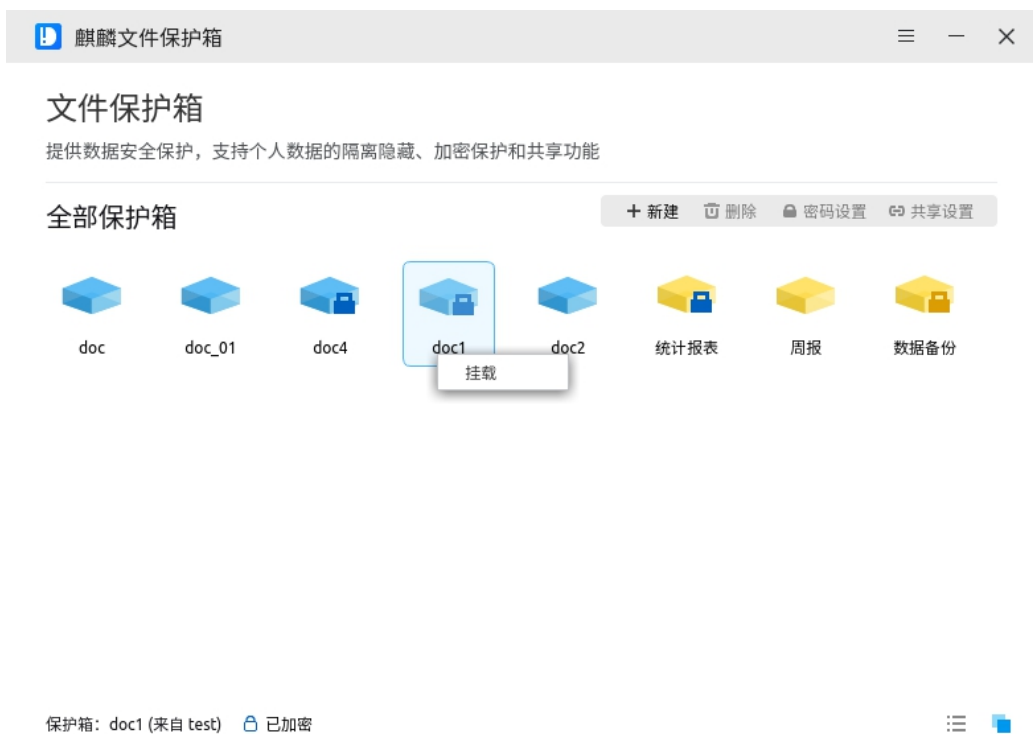 麒麟文件保护箱
文件保护箱
提供数据安全保护，支持个人数据的隔离隐藏、加密保护和共享功能
全部保护箱
新建 删除 密码设置 共享设置
doc doc_01 doc4 doc1 doc2 统计报表 周报 数据备份
挂载
保护箱：doc1 (来自 test) 已加密